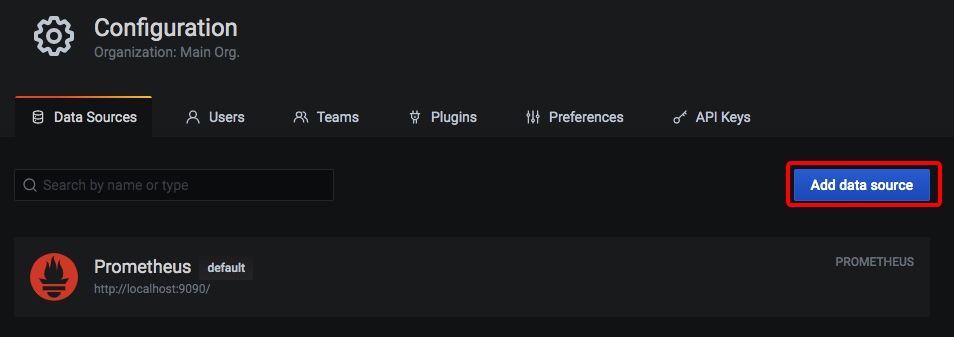 Configuration
Organization: Main Org.
Data Sources Users Teams Plugins Preferences API Keys
Search by name or type
Add data source
Prometheus default
PROMETHEUS
http://localhost:9090/